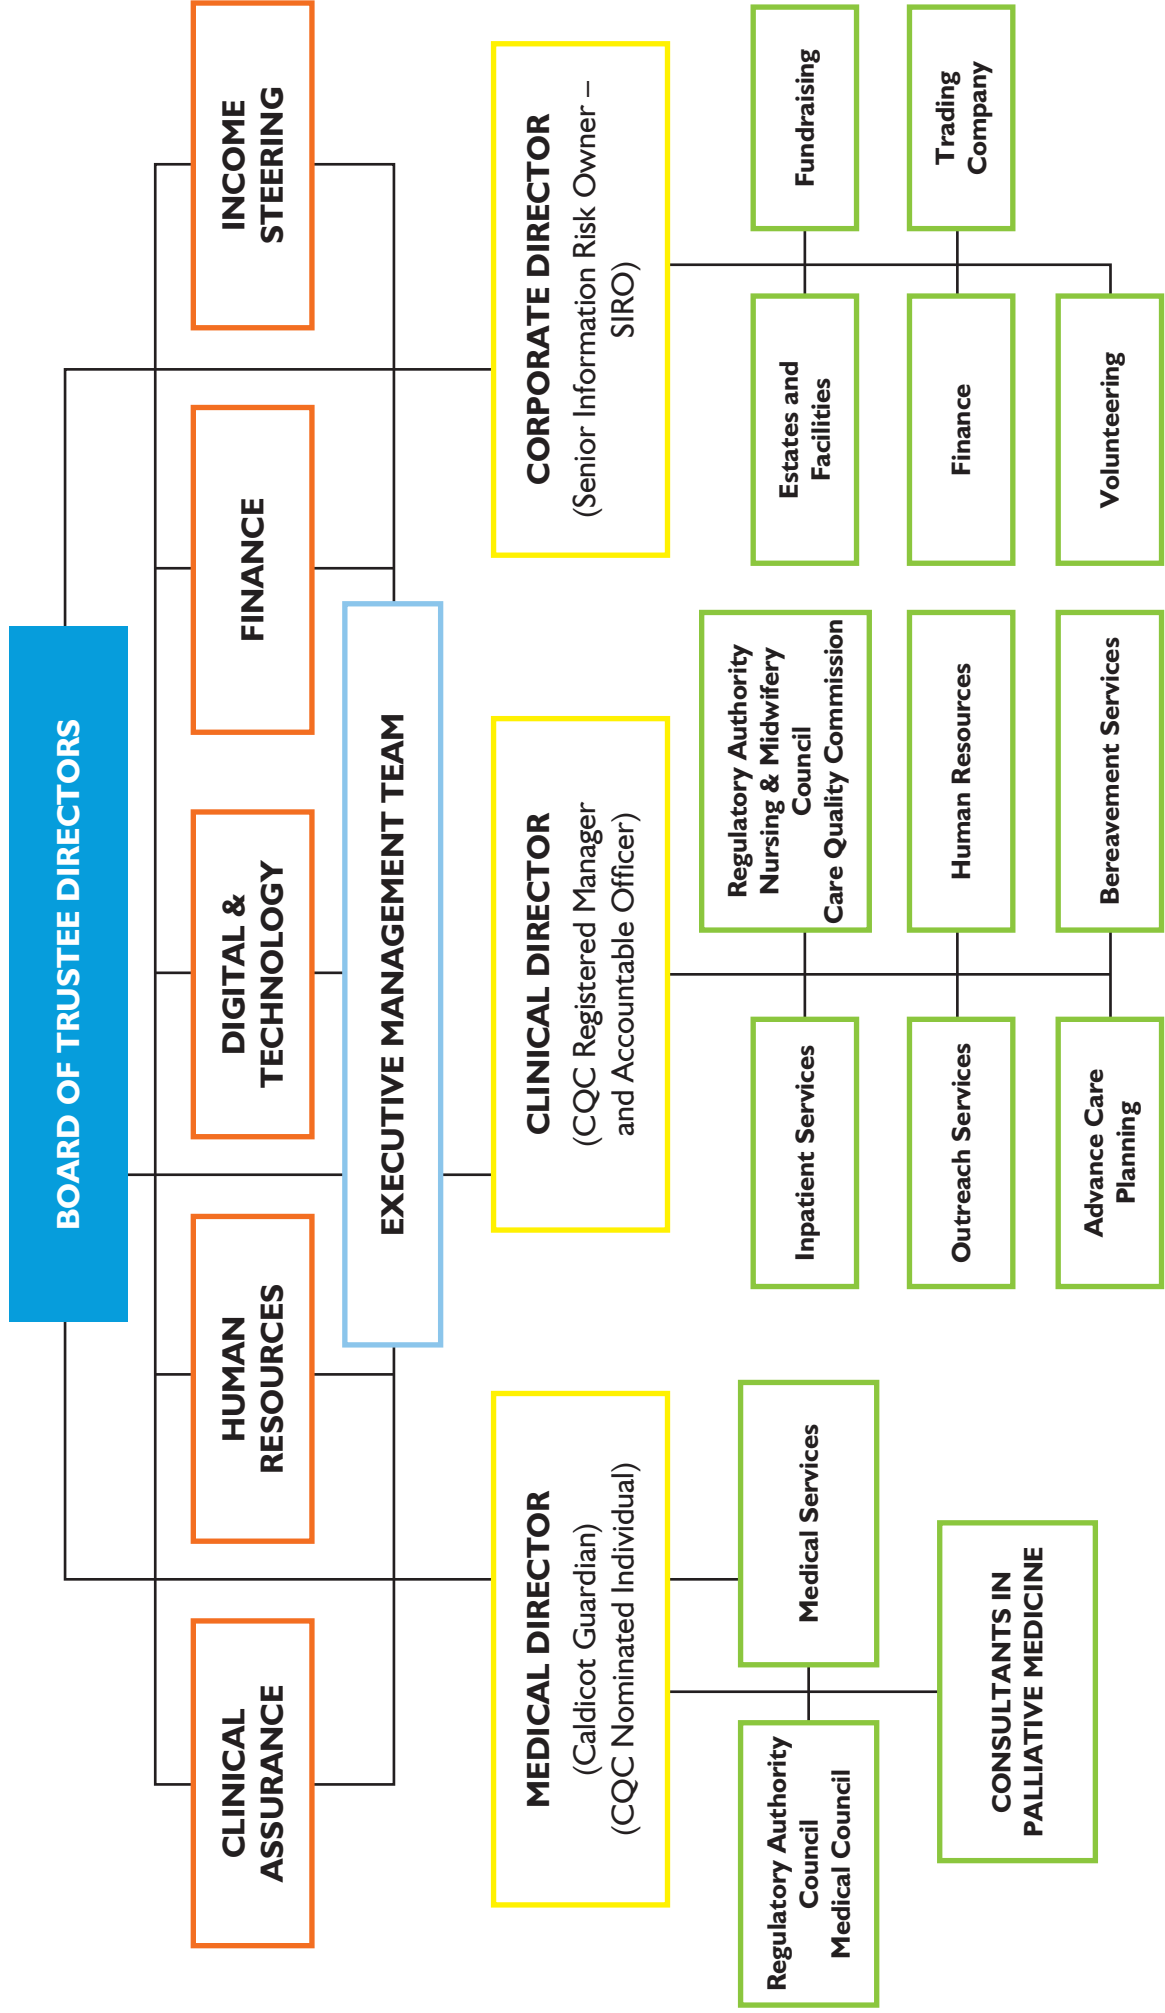 BOARD OF TRUSTEE DIRECTORS
CLINICAL
ASSURANCE
HUMAN
RESOURCES
DIGITAL &
TECHNOLOGY
FINANCE
INCOME
STEERING
EXECUTIVE MANAGEMENT TEAM
MEDICAL DIRECTOR
(Caldicot Guardian)
(CQC Nominated Individual)
CLINICAL DIRECTOR
(CQC Registered Manager
and Accountable Officer)
CORPORATE DIRECTOR
(Senior Information Risk Owner –
SIRO)
Regulatory Authority
Council
Medical Council
Medical Services
CONSULTANTS IN
PALLIATIVE MEDICINE
Inpatient Services
Regulatory Authority
Nursing & Midwifery
Council
Care Quality Commission
Outreach Services
Human Resources
Advance Care
Planning
Bereavement Services
Estates and
Facilities
Fundraising
Finance
Trading
Company
Volunteering